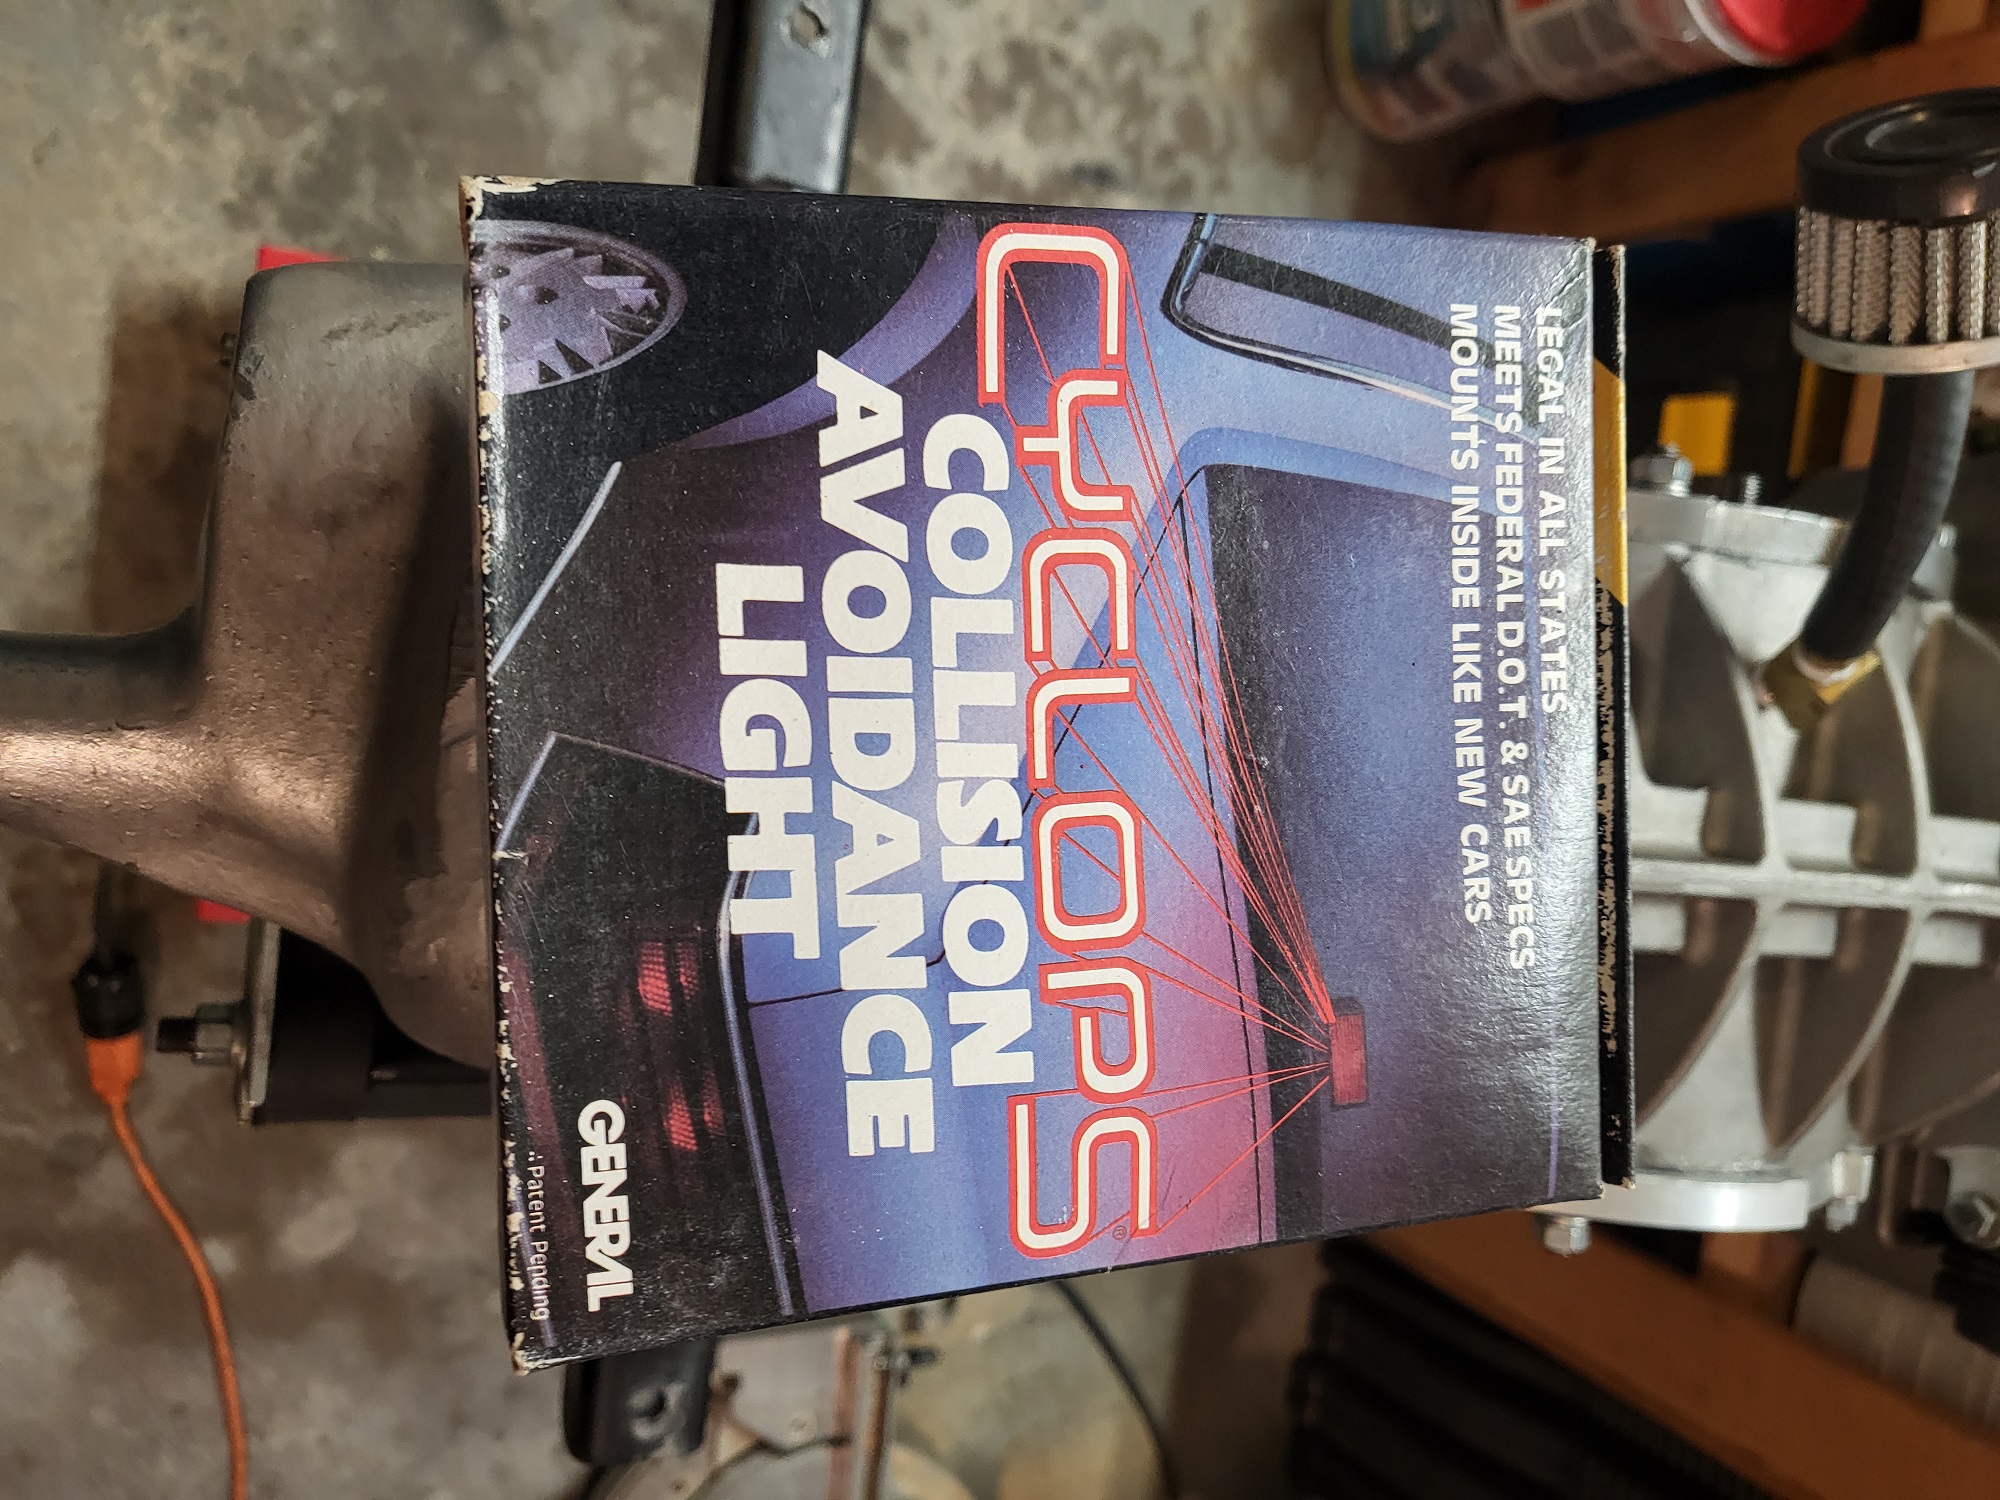 LEGAL IN ALL STATES
MEETS FEDERAL D.O.T. & SAE SPECS
MOUNTS INSIDE LIKE NEW CARS
CYCLOPS®
COLLISION
AVOIDANCE
LIGHT
GENERAL
Patent Pending